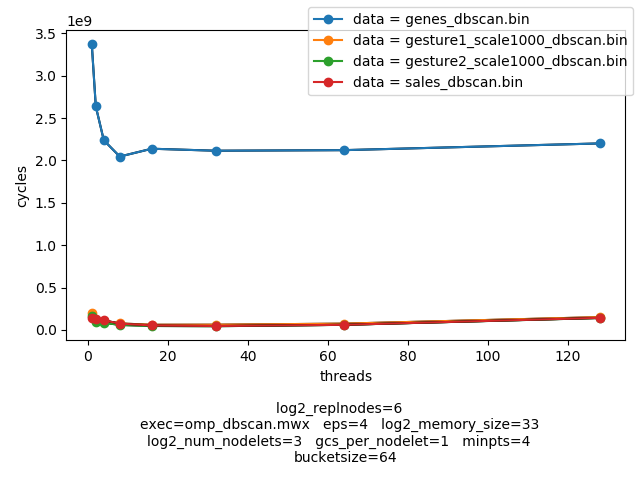 1e9
data = genes_dbscan.bin
data = gesture1_scale1000_dbscan.bin
data = gesture2_scale1000_dbscan.bin
data = sales_dbscan.bin
3.5
3.0
2.5
2.0
1.5
1.0
0.5
0.0
cycles
0 20 40 60 80 100 120
threads
log2_replnodes=6
exec=omp_dbscan.mwx eps=4 log2_memory_size=33
log2_num_nodelets=3 gcs_per_nodelet=1 minpts=4
bucketsize=64